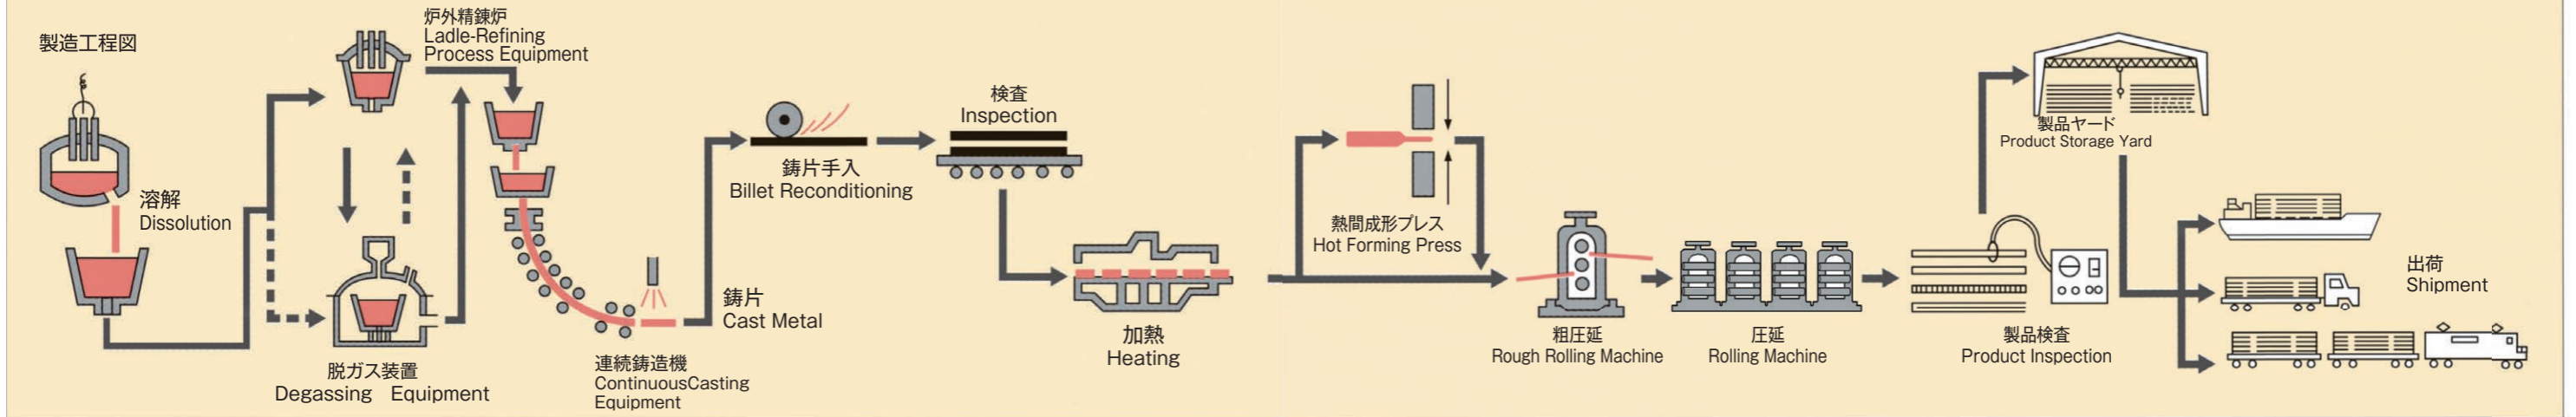 製造工程図
溶解
Dissolution
炉外精錬炉
Ladle-Refining
Process Equipment
脱ガス装置
Degassing Equipment
連続鋳造機
ContinuousCasting
Equipment
鋳片
Cast Metal
鋳片手入
Billet Reconditioning
検査
Inspection
加熱
Heating
熱間成形プレス
Hot Forming Press
粗圧延
Rough Rolling Machine
圧延
Rolling Machine
製品検査
Product Inspection
製品ヤード
Product Storage Yard
出荷
Shipment